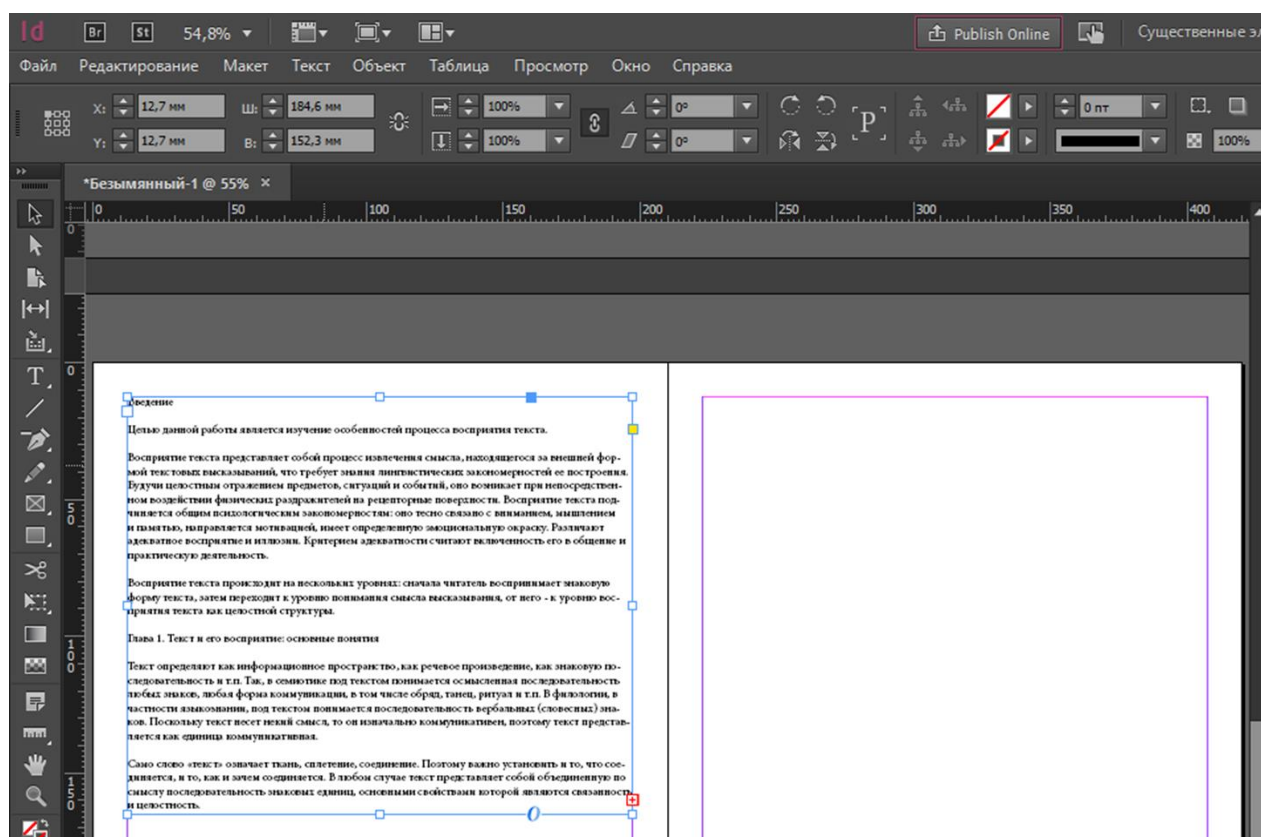 Id Br St 54,8% Publish Online Существенные эл
Файл Редактирование Макет Текст Объект Таблица Просмотр Окно Справка
X: 12,7 мм Ш: 184,6 мм 100% 0° 0 пт
Y: 12,7 мм В: 152,3 мм 100% 0° 100%
*Безымянный-1 @ 55% ×
0 50 100 150 200 250 300 350 400
0
0
50
100
150
Введение
Целью данной работы является изучение особенностей процесса восприятия текста.
Восприятие текста представляет собой процесс извлечения смысла, находящегося за внешней фор-
мой текстовых высказываний, что требует знания лингвистических закономерностей ее построения.
Будучи целостным отражением предметов, ситуаций и событий, оно возникает при непосредствен-
ном воздействии физических раздражителей на рецепторные поверхности. Восприятие текста под-
чиняется общим психологическим закономерностям: оно тесно связано с вниманием, мышлением
и памятью, направляется мотивацией, имеет определенную эмоциональную окраску. Различают
адекватное восприятие и иллюзии. Критерием адекватности считают включенность его в общение и
практическую деятельность.
Восприятие текста происходит на нескольких уровнях: сначала читатель воспринимает знаковую
форму текста, затем переходит к уровню понимания смысла высказывания, от него - к уровню вос-
приятия текста как целостной структуры.
Глава 1. Текст и его восприятие: основные понятия
Текст определяют как информационное пространство, как речевое произведение, как знаковую по-
следовательность и т.п. Так, в семиотике под текстом понимается осмысленная последовательность
любых знаков, любая форма коммуникации, в том числе обряд, танец, ритуал и т.п. В филологии, в
частности языкознании, под текстом понимается последовательность вербальных (словесных) зна-
ков. Поскольку текст несет некий смысл, то он изначально коммуникативен, поэтому текст представ-
ляется как единица коммуникативная.
Само слово «текст» означает ткань, сплетение, соединение. Поэтому важно установить и то, что сое-
диняется, и то, как и зачем соединяется. В любом случае текст представляет собой объединенную по
смыслу последовательность знаковых единиц, основными свойствами которой являются связанность
и целостность.